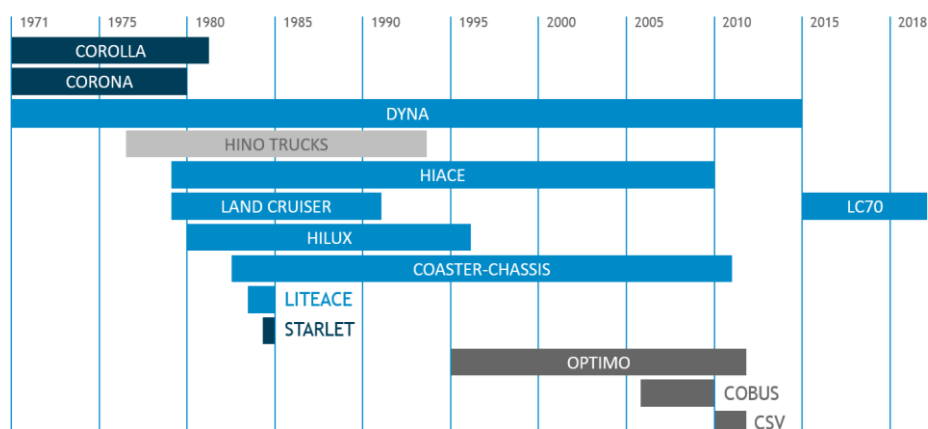 1971 1975 1980 1985 1990 1995 2000 2005 2010 2015 2018
COROLLA
CORONA
DYNA
HINO TRUCKS
HIACE
LAND CRUISER LC70
HILUX
COASTER-CHASSIS
LITEACE
STARLET
OPTIMO
COBUS
CSV